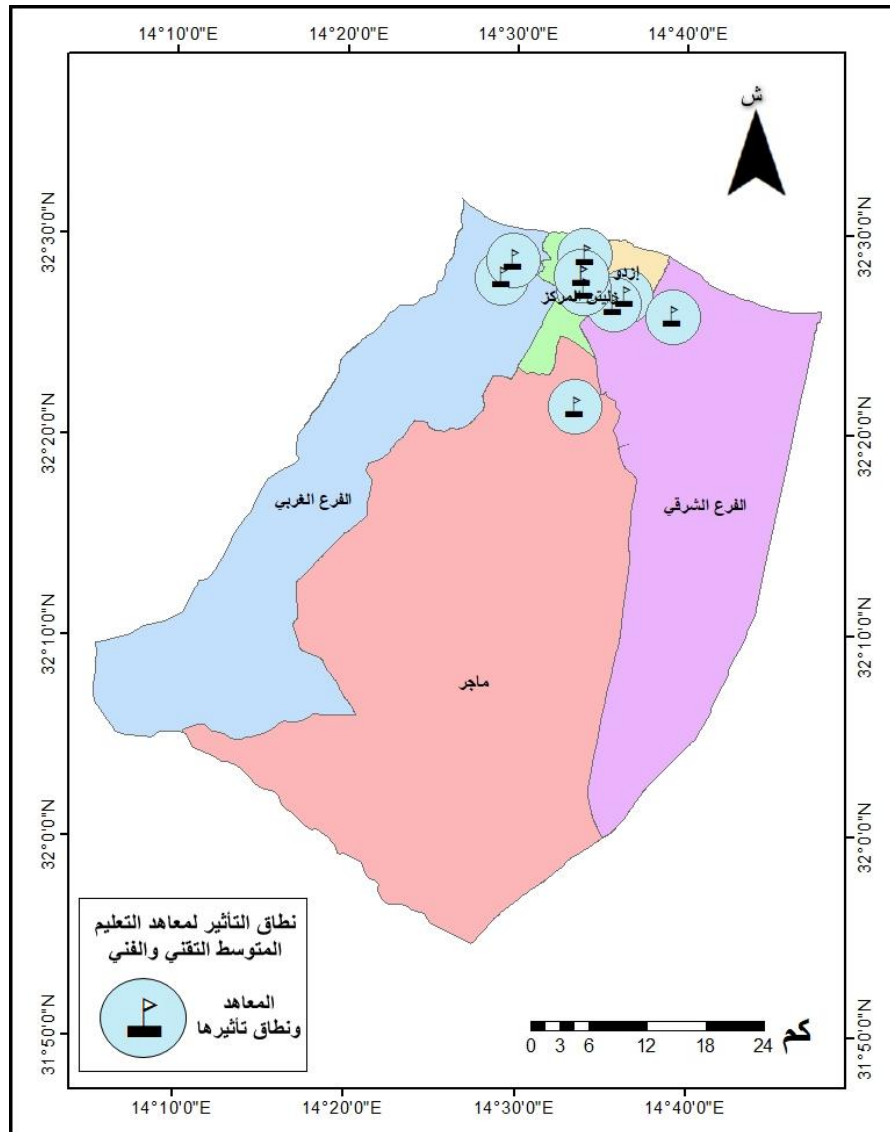 14°10'0"E 14°20'0"E 14°30'0"E 14°40'0"E
ش
32°30'0"N 32°30'0"N
إزدو
زليتن المركز
32°20'0"N 32°20'0"N
الفرع الغربي
الفرع الشرقي
32°10'0"N 32°10'0"N
ماجر
32°0'0"N 32°0'0"N
نطاق التأثير لمعاهد التعليم
المتوسط التقني والفني
المعاهد
ونطاق تأثيرها
كم
0 3 6 12 18 24
31°50'0"N 31°50'0"N
14°10'0"E 14°20'0"E 14°30'0"E 14°40'0"E